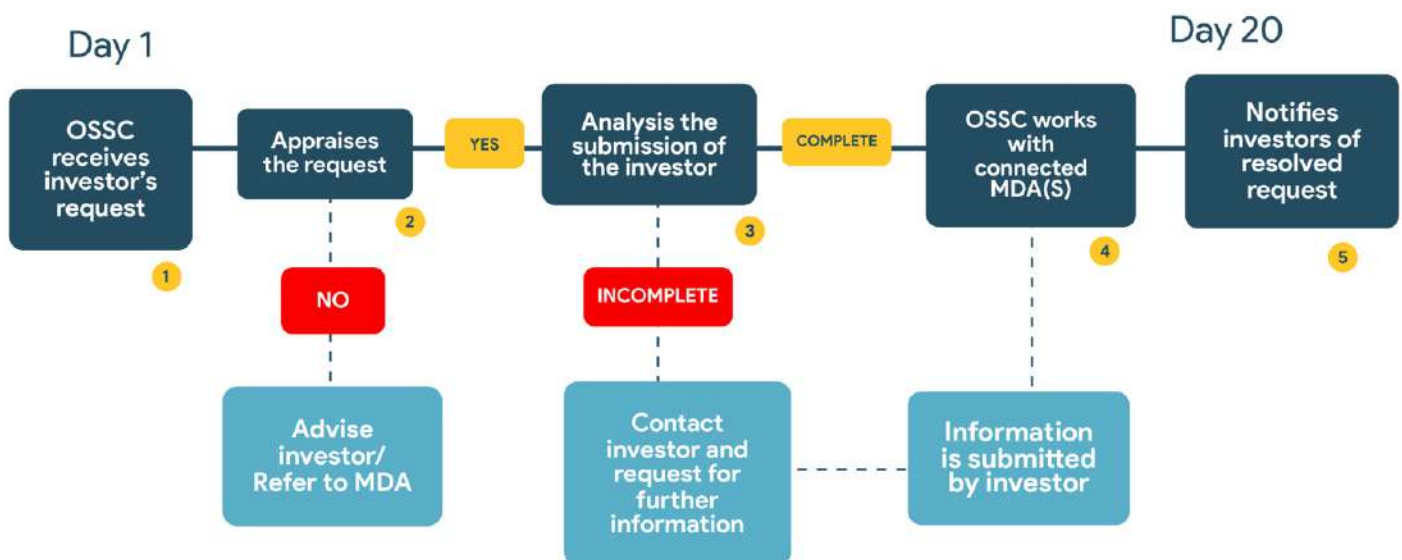 Day 1
Day 20
OSSC
receives
investor's
request
1
Appraises
the request
2
YES
Analysis the
submission of
the investor
3
COMPLETE
OSSC works
with
connected
MDA(S)
4
Notifies
investors of
resolved
request
5
NO
INCOMPLETE
Advise
investor/
Refer to MDA
Contact
investor and
request for
further
information
Information
is submitted
by investor